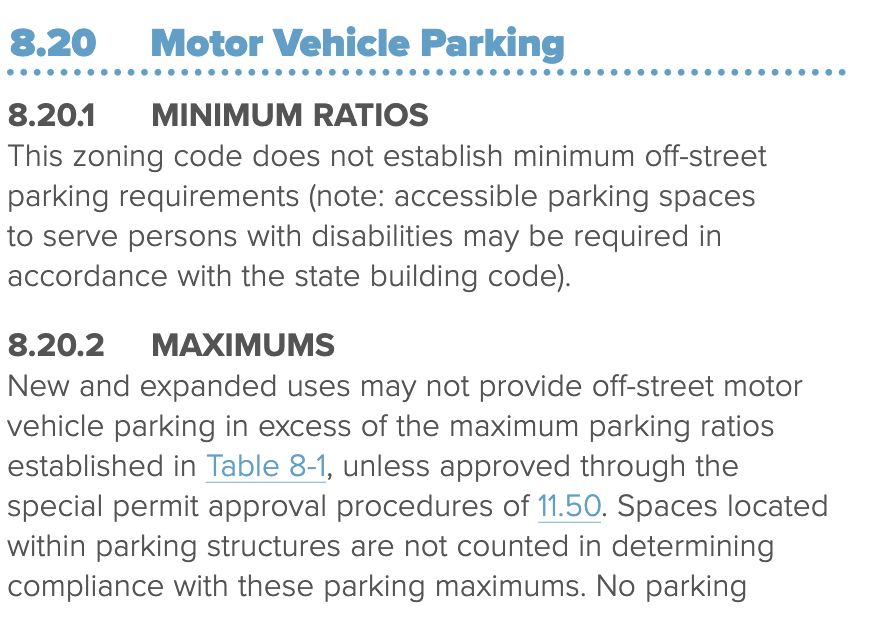 8.20 Motor Vehicle Parking
8.20.1 MINIMUM RATIOS
This zoning code does not establish minimum off-street
parking requirements (note: accessible parking spaces
to serve persons with disabilities may be required in
accordance with the state building code).
8.20.2 MAXIMUMS
New and expanded uses may not provide off-street motor
vehicle parking in excess of the maximum parking ratios
established in Table 8-1, unless approved through the
special permit approval procedures of 11.50. Spaces located
within parking structures are not counted in determining
compliance with these parking maximums. No parking